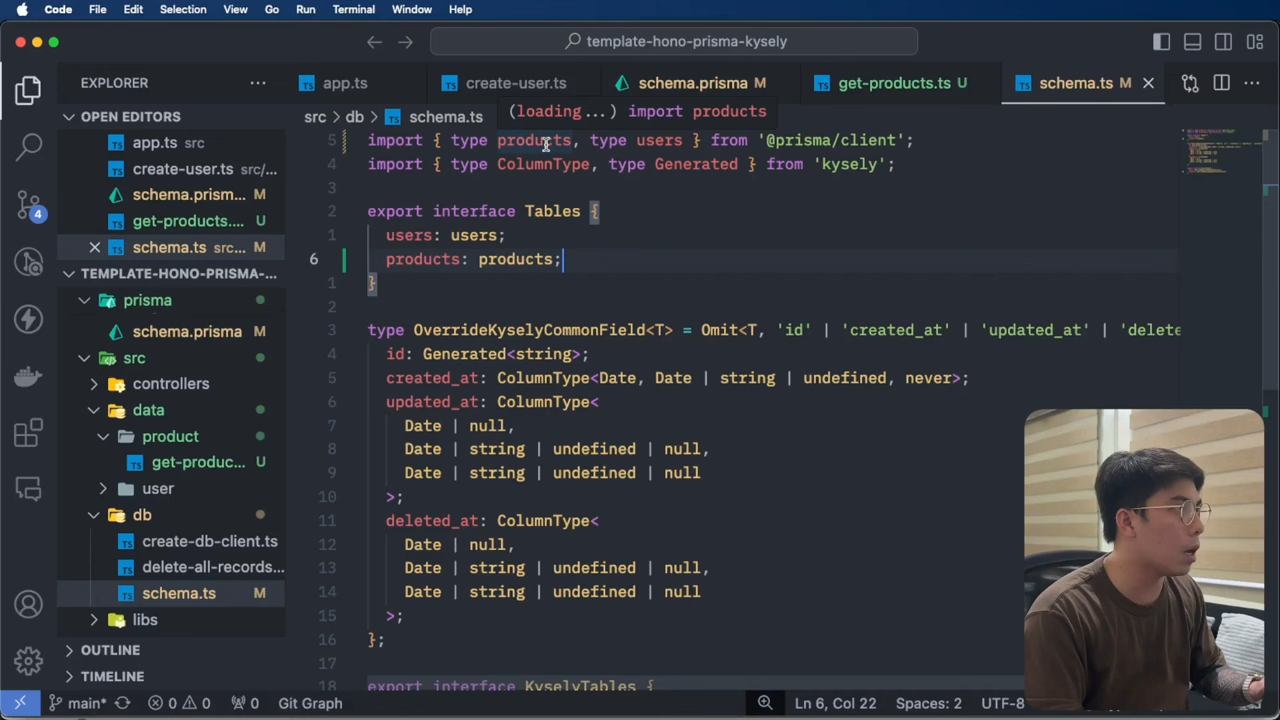 Code File Edit Selection View Go Run Terminal Window Help
template-hono-prisma-kysely
EXPLORER
app.ts
create-user.ts
schema.prisma M
get-products.ts U
schema.ts M
OPEN EDITORS
src
db
schema.ts
(loading...) import products
app.ts src
create-user.ts src/...
schema.prism... M
get-products.... U
schema.ts src... M
TEMPLATE-HONO-PRISMA-...
prisma
schema.prisma M
src
controllers
data
product
get-produc... U
user
db
create-db-client.ts
delete-all-records...
schema.ts M
libs
OUTLINE
TIMELINE
4
5 import { type products, type users } from '@prisma/client';
4 import { type ColumnType, type Generated } from 'kysely';
3
2 export interface Tables {
1 users: users;
6 products: products;
1 }
2
3 type OverrideKyselyCommonField<T> = Omit<T, 'id' | 'created_at' | 'updated_at' | 'delete
4 id: Generated<string>;
5 created_at: ColumnType<Date, Date | string | undefined, never>;
6 updated_at: ColumnType<
7 Date | null,
8 Date | string | undefined | null,
9 Date | string | undefined | null
10 >;
11 deleted_at: ColumnType<
12 Date | null,
13 Date | string | undefined | null,
14 Date | string | undefined | null
15 >;
16 };
17
18 export interface KyselyTables {
main* 0 0 0 Git Graph Ln 6, Col 22 Spaces: 2 UTF-8